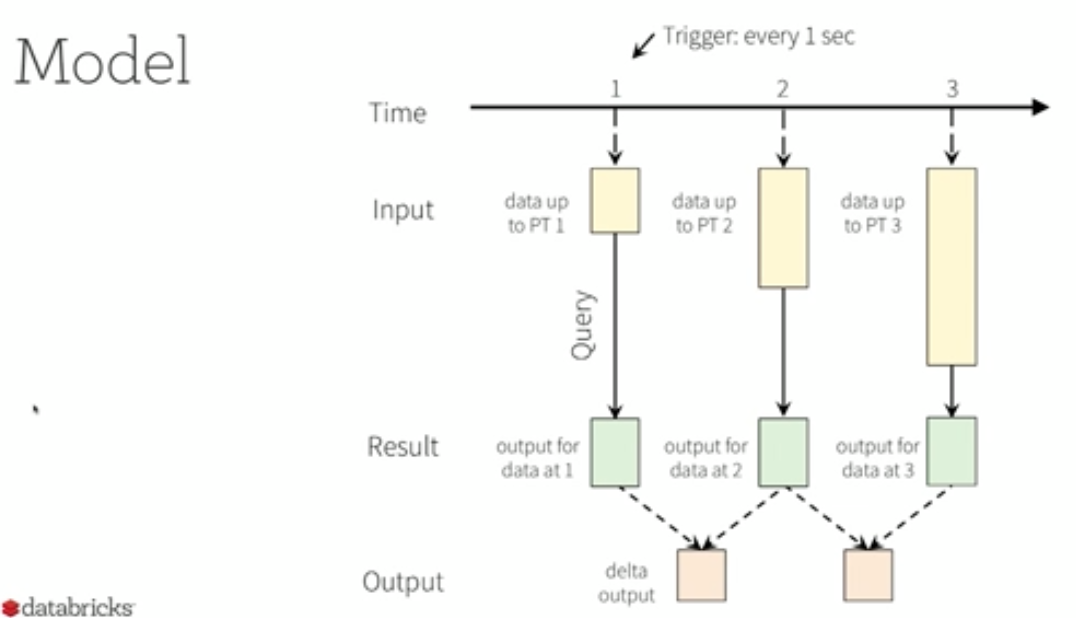 Model
Trigger: every 1 sec
1 2 3
Time
Input
data up
to PT 1
data up
to PT 2
data up
to PT 3
Query
Result
output for
data at 1
output for
data at 2
output for
data at 3
Output
delta
output
databricks